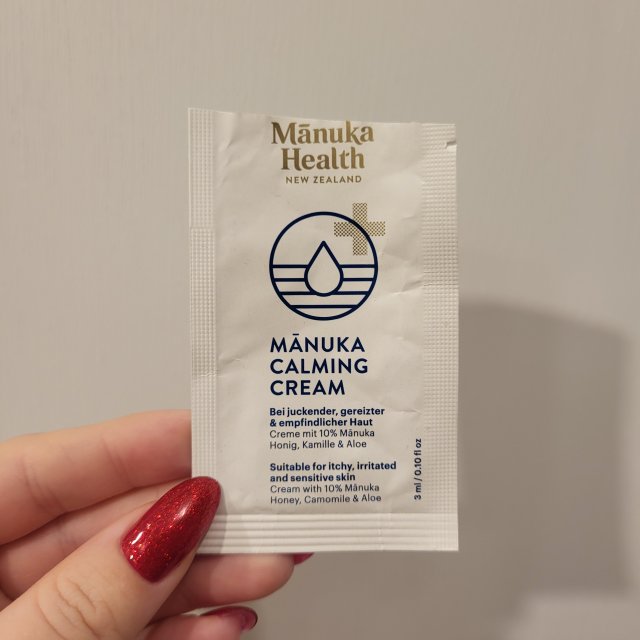 Mānuka
Health
NEW ZEALAND
MĀNUKA
CALMING
CREAM
Bei juckender, gereizter
& empfindlicher Haut
Creme mit 10% Mānuka
Honig, Kamille & Aloe
Suitable for itchy, irritated
and sensitive skin
Cream with 10% Mānuka
Honey, Camomile & Aloe
3 ml / 0.10 fl oz